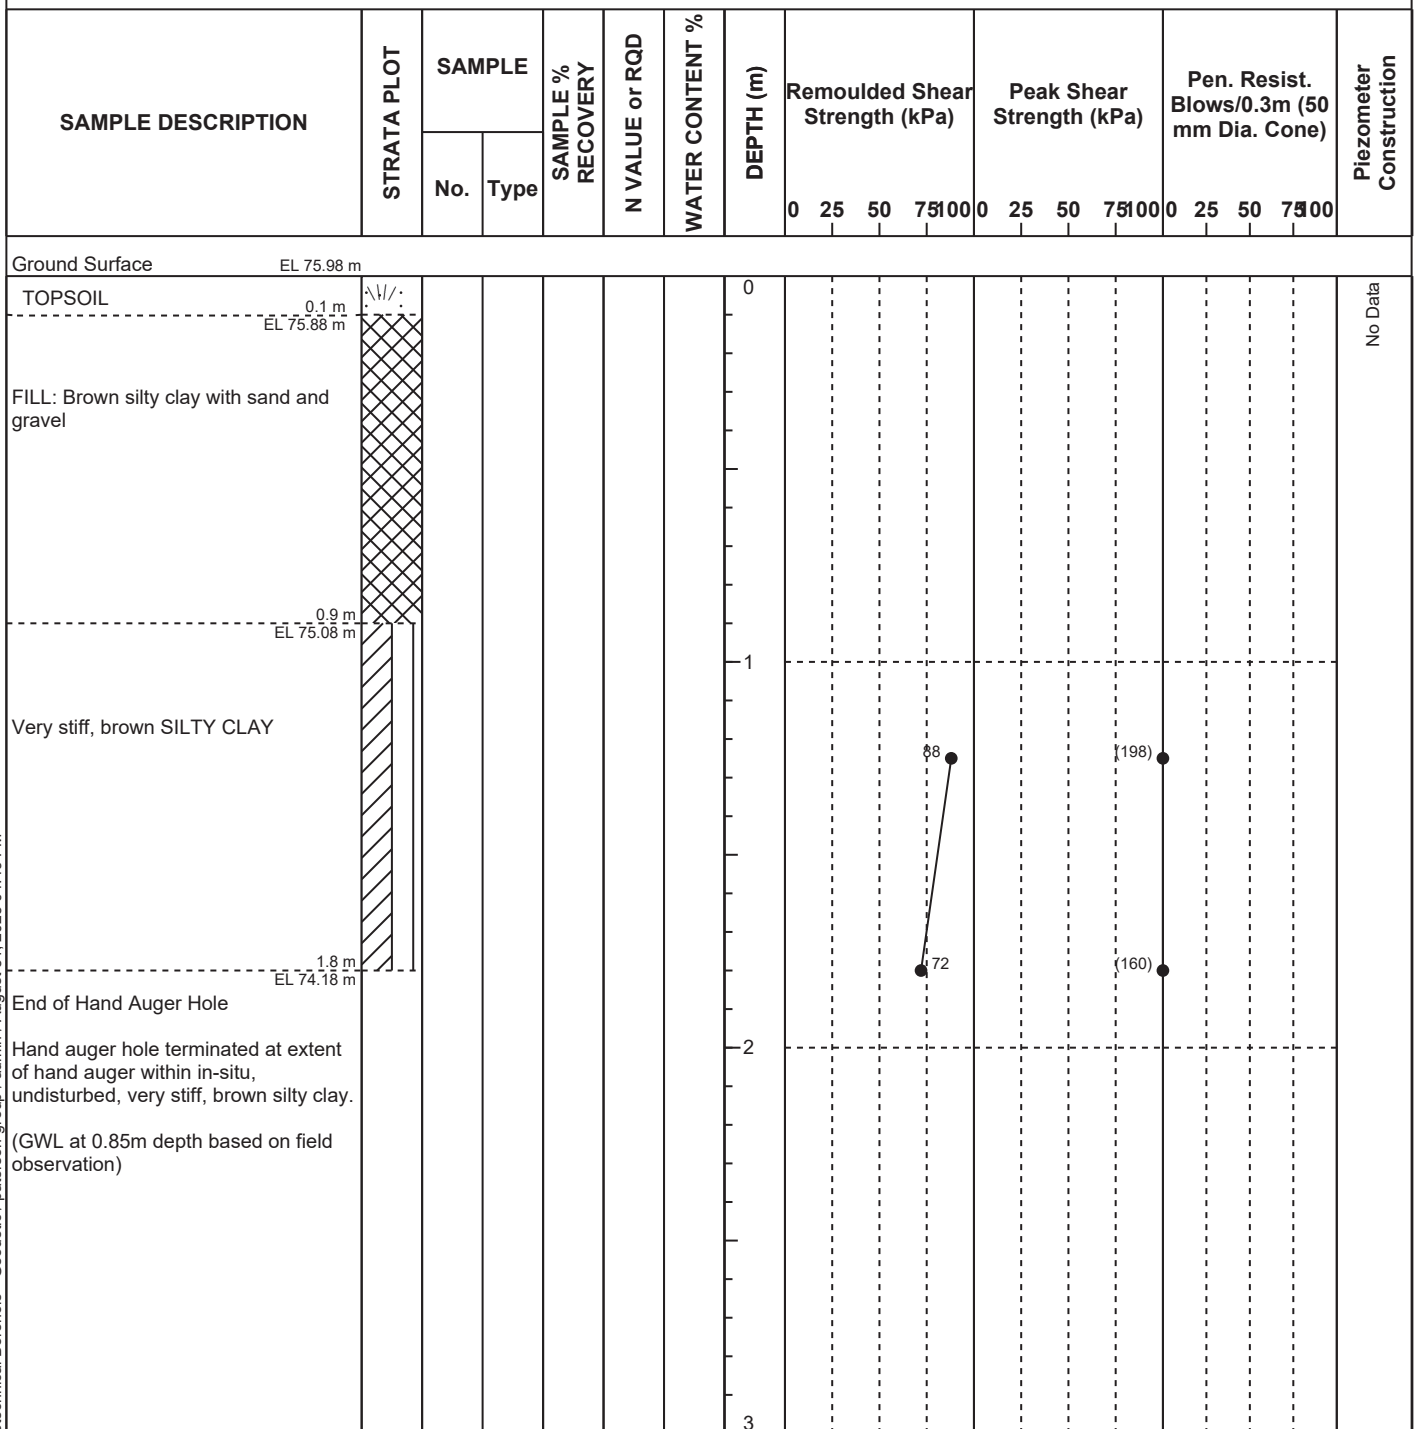 SAMPLE DESCRIPTION
STRATA PLOT
SAMPLE
No.
Type
SAMPLE %
RECOVERY
N VALUE or RQD
WATER CONTENT %
DEPTH (m)
Remoulded Shear
Strength (kPa)
0 25 50 75 100
Peak Shear
Strength (kPa)
0 25 50 75 100
Pen. Resist.
Blows/0.3m (50
mm Dia. Cone)
0 25 50 75 100
Piezometer
Construction
Ground Surface EL 75.98 m
TOPSOIL
0.1 m
EL 75.88 m
0
No Data
FILL: Brown silty clay with sand and
gravel
0.9 m
EL 75.08 m
1
Very stiff, brown SILTY CLAY
88
(198)
1.8 m
EL 74.18 m
72
(160)
End of Hand Auger Hole
Hand auger hole terminated at extent
of hand auger within in-situ,
undisturbed, very stiff, brown silty clay.
2
(GWL at 0.85m depth based on field
observation)
3